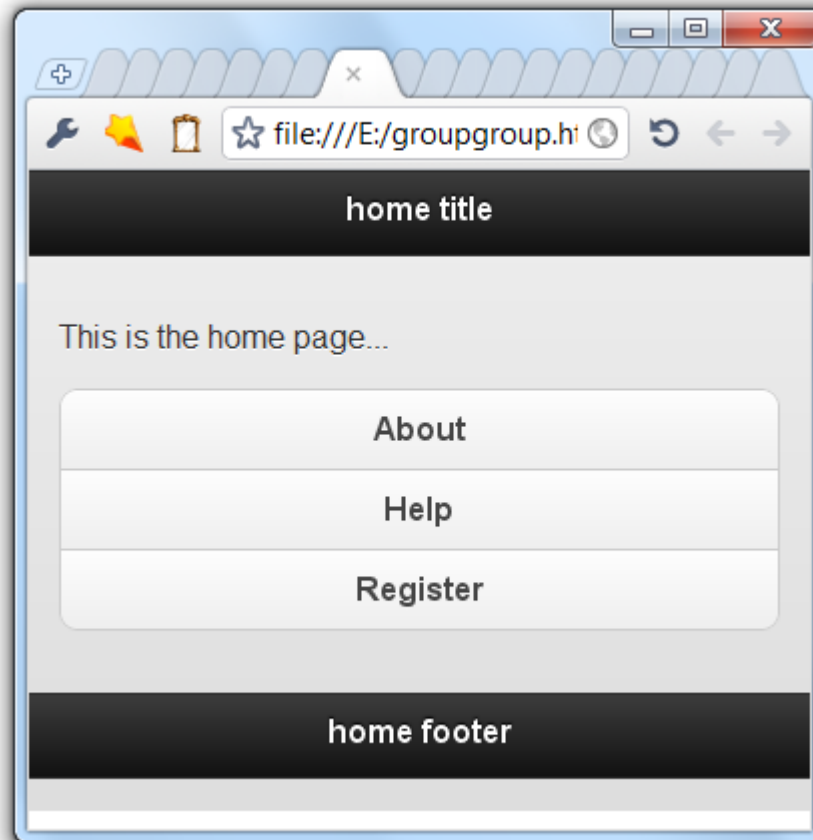 file:///E:/groupgroup.ht
home title
This is the home page...
About
Help
Register
home footer